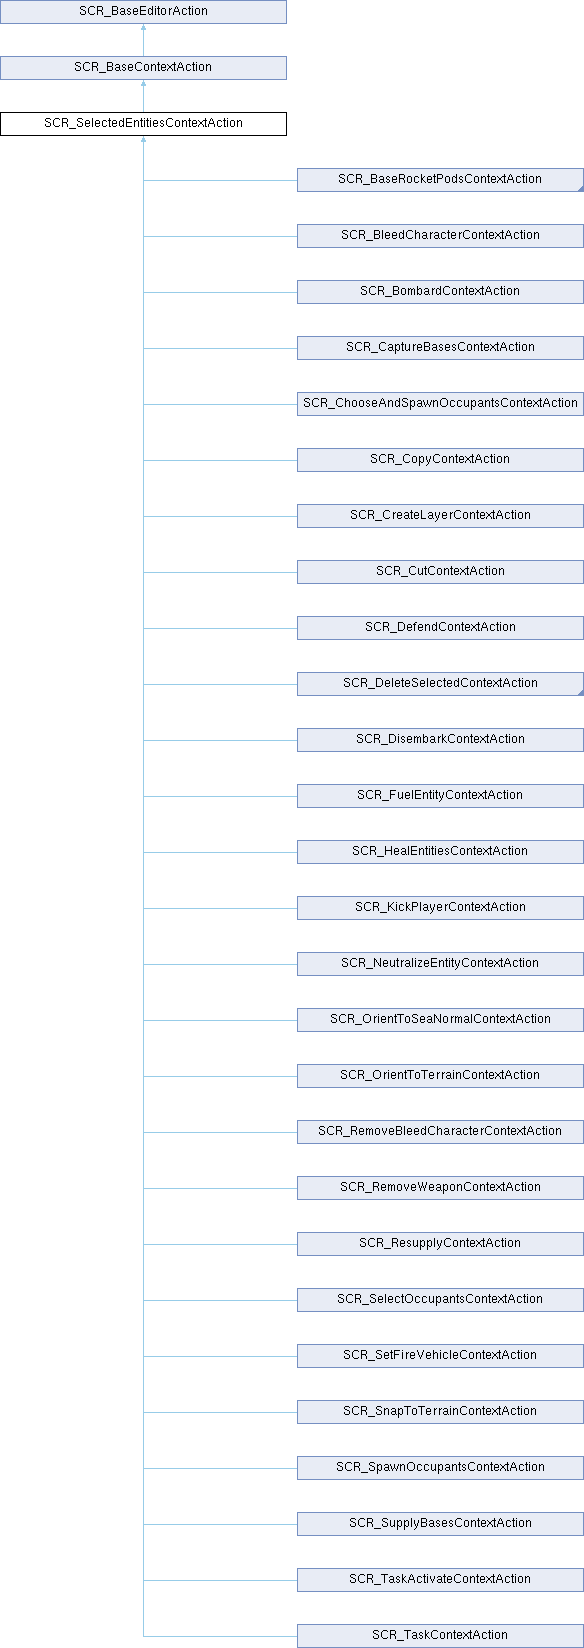 SCR_BaseEditorAction
SCR_BaseContextAction
SCR_SelectedEntitiesContextAction
SCR_BaseRocketPodsContextAction
SCR_BleedCharacterContextAction
SCR_BombardContextAction
SCR_CaptureBasesContextAction
SCR_ChooseAndSpawnOccupantsContextAction
SCR_CopyContextAction
SCR_CreateLayerContextAction
SCR_CutContextAction
SCR_DefendContextAction
SCR_DeleteSelectedContextAction
SCR_DisembarkContextAction
SCR_FuelEntityContextAction
SCR_HealEntitiesContextAction
SCR_KickPlayerContextAction
SCR_NeutralizeEntityContextAction
SCR_OrientToSeaNormalContextAction
SCR_OrientToTerrainContextAction
SCR_RemoveBleedCharacterContextAction
SCR_RemoveWeaponContextAction
SCR_ResupplyContextAction
SCR_SelectOccupantsContextAction
SCR_SetFireVehicleContextAction
SCR_SnapToTerrainContextAction
SCR_SpawnOccupantsContextAction
SCR_SupplyBasesContextAction
SCR_TaskActivateContextAction
SCR_TaskContextAction